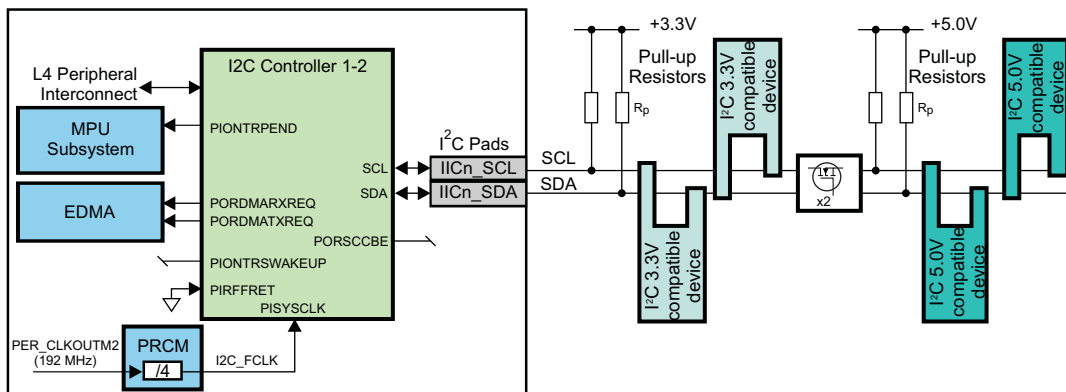 I2C Controller 1-2
L4 Peripheral
Interconnect
MPU
Subsystem
PIONTRPEND
EDMA
PORDMARXREQ
PORDMATXREQ
PIONTRSWAKEUP
PIRFFRET
PISYSCLK
SCL
SDA
PORSCCBE
I²C Pads
IICn_SCL
IICn_SDA
PRCM
/4
PER_CLKOUTM2
(192 MHz)
I2C_FCLK
SCL
SDA
+3.3V
Pull-up
Resistors
Rp
I²C 3.3V
compatible
device
I²C 3.3V
compatible
device
x2
+5.0V
Pull-up
Resistors
Rp
I²C 5.0V
compatible
device
I²C 5.0V
compatible
device